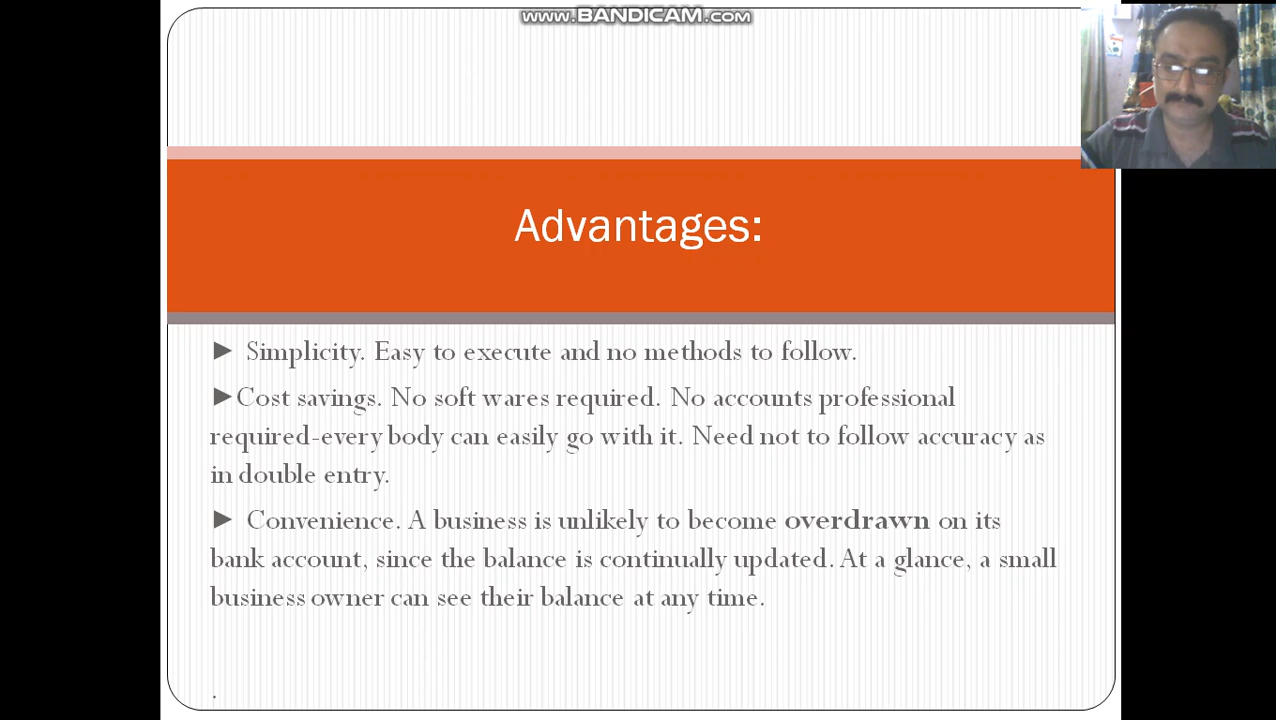 www.BANDICAM.com
Advantages:
► Simplicity. Easy to execute and no methods to follow.
►Cost savings. No soft wares required. No accounts professional
required-every body can easily go with it. Need not to follow accuracy as
in double entry.
► Convenience. A business is unlikely to become overdrawn on its
bank account, since the balance is continually updated. At a glance, a small
business owner can see their balance at any time.
.